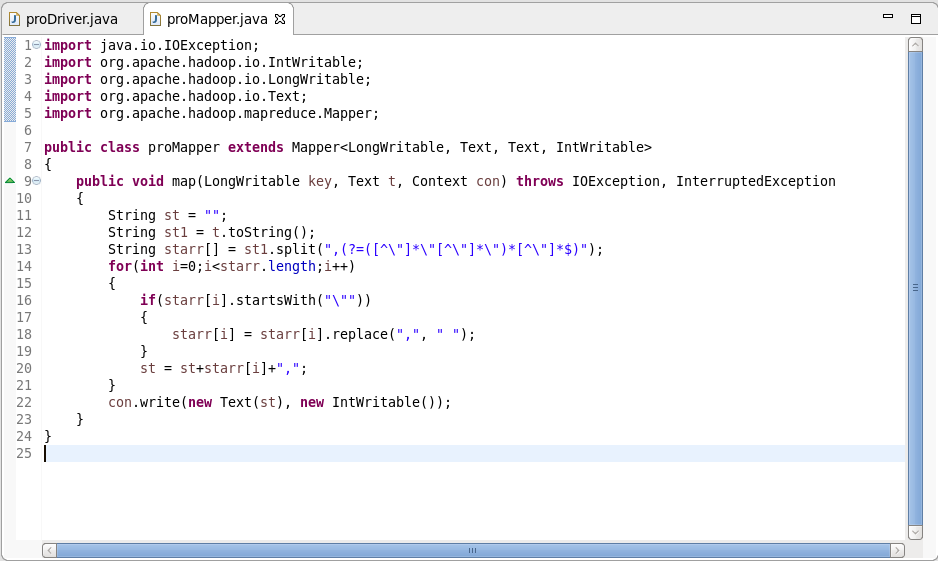 proDriver.java
proMapper.java
1 import java.io.IOException;
2 import org.apache.hadoop.io.IntWritable;
3 import org.apache.hadoop.io.LongWritable;
4 import org.apache.hadoop.io.Text;
5 import org.apache.hadoop.mapreduce.Mapper;
6
7 public class proMapper extends Mapper<LongWritable, Text, Text, IntWritable>
8 {
9     public void map(LongWritable key, Text t, Context con) throws IOException, InterruptedException
10     {
11         String st = "";
12         String st1 = t.toString();
13         String starr[] = st1.split(",(?=([^\"]*\"[^\"]*\")*[^\"]*$)");
14         for(int i=0;i<starr.length;i++)
15         {
16             if(starr[i].startsWith("\""))
17             {
18                 starr[i] = starr[i].replace(",", " ");
19             }
20             st = st+starr[i]+",";
21         }
22         con.write(new Text(st), new IntWritable());
23     }
24 }
25